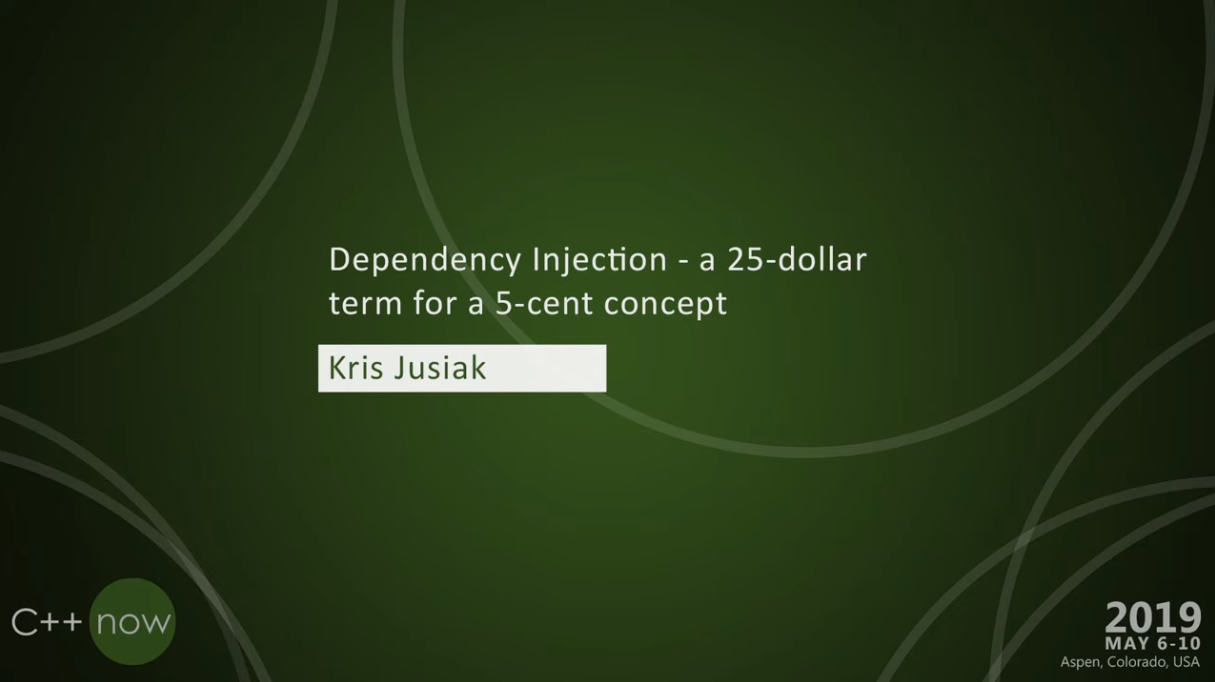 Dependency Injection - a 25-dollar
term for a 5-cent concept
Kris Jusiak
C++ now
2019
MAY 6-10
Aspen, Colorado, USA